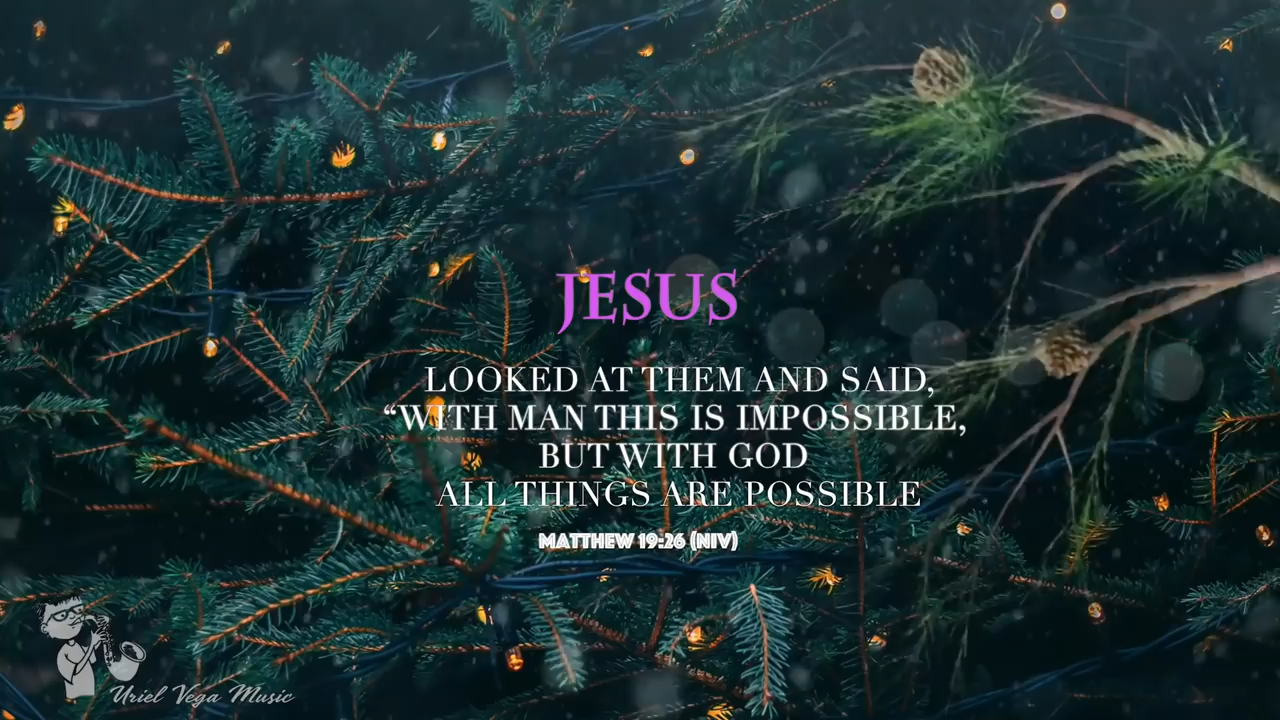 JESUS
LOOKED AT THEM AND SAID,
“WITH MAN THIS IS IMPOSSIBLE,
BUT WITH GOD
ALL THINGS ARE POSSIBLE
MATTHEW 19:26 (NIV)
Uriel Vega Music